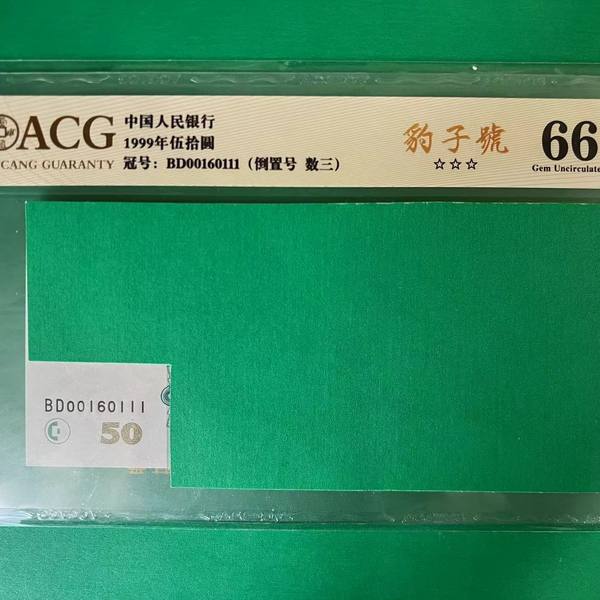 ACG
CANG GUARANTY
中国人民银行
1999年伍拾圆
冠号：BD00160111（倒置号 数三）
豹子號
☆☆☆
66
Gem Uncirculate
BD00160111
50